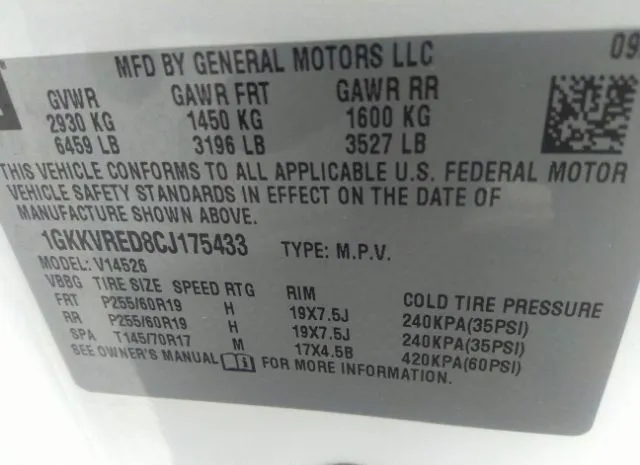 MFD BY GENERAL MOTORS LLC 09
GVWR GAWR FRT GAWR RR
2930 KG 1450 KG 1600 KG
6459 LB 3196 LB 3527 LB
THIS VEHICLE CONFORMS TO ALL APPLICABLE U.S. FEDERAL MOTOR
VEHICLE SAFETY STANDARDS IN EFFECT ON THE DATE OF
MANUFACTURE SHOWN ABOVE.
1GKKVRED8CJ175433 TYPE: M.P.V.
MODEL: V14526
VBBG TIRE SIZE SPEED RTG RIM COLD TIRE PRESSURE
FRT P255/60R19 H 19X7.5J 240KPA(35PSI)
RR P255/60R19 H 19X7.5J 240KPA(35PSI)
SPA T145/70R17 M 17X4.5B 420KPA(60PSI)
SEE OWNER'S MANUAL FOR MORE INFORMATION.